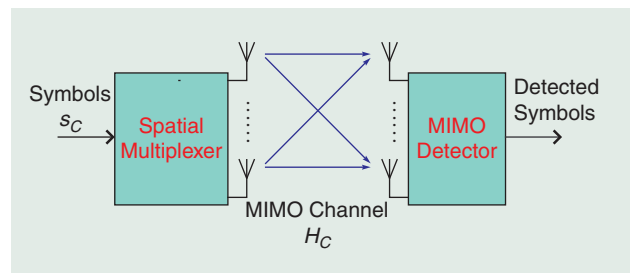 Symbols
s_C
Spatial
Multiplexer
MIMO Channel
H_C
MIMO
Detector
Detected
Symbols